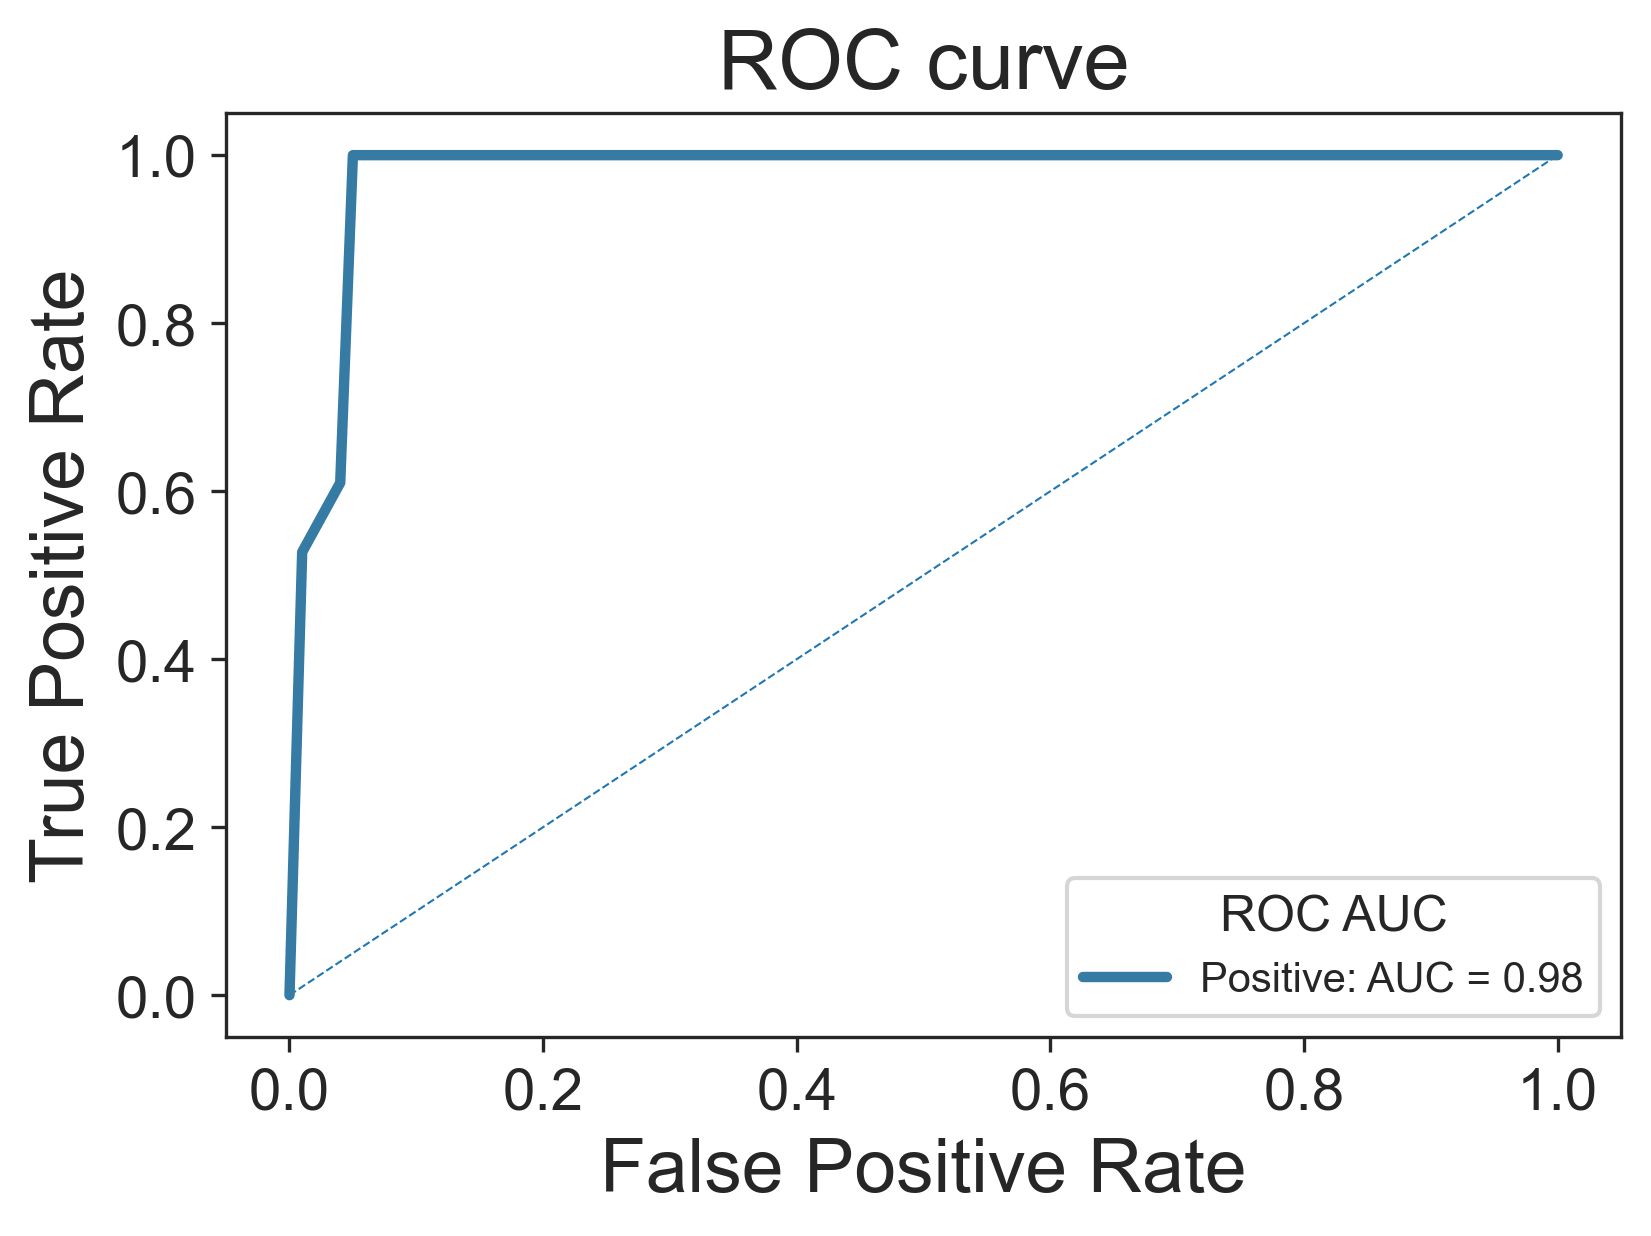 ROC curve
True Positive Rate
1.0
0.8
0.6
0.4
0.2
0.0
ROC AUC
Positive: AUC = 0.98
0.0 0.2 0.4 0.6 0.8 1.0
False Positive Rate